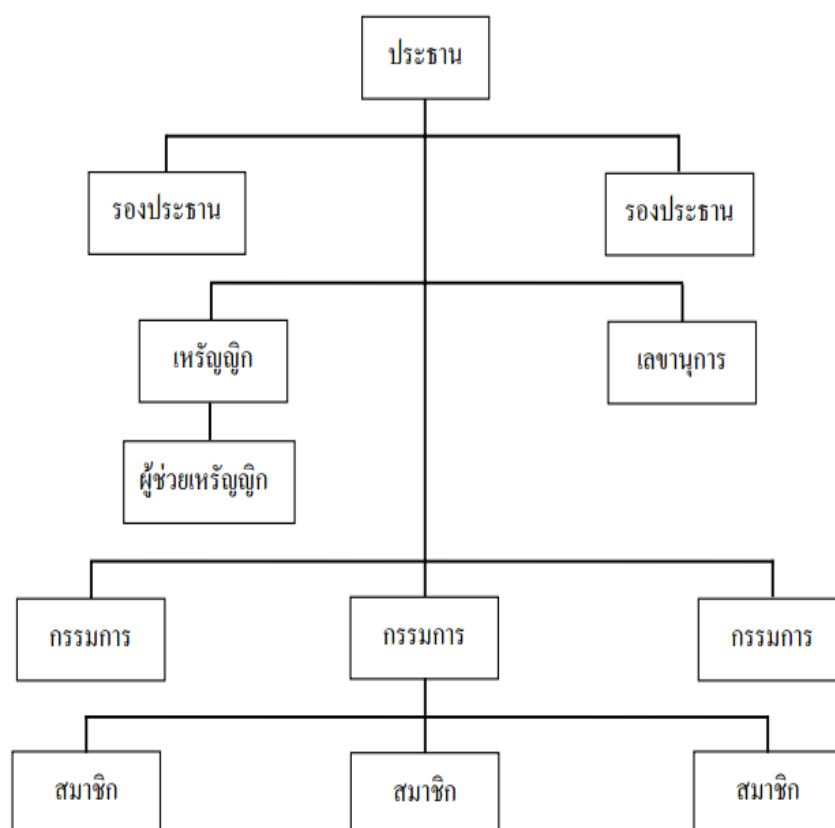 ประธาน
รองประธาน
รองประธาน
เหรัญญิก
เลขานุการ
ผู้ช่วยเหรัญญิก
กรรมการ
กรรมการ
กรรมการ
สมาชิก
สมาชิก
สมาชิก